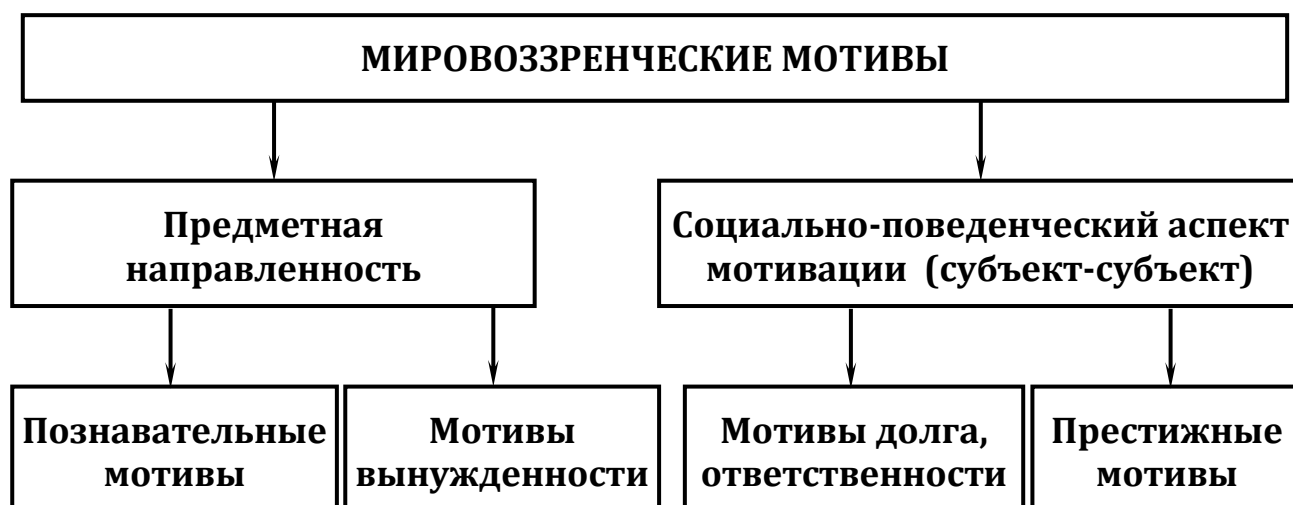 МИРОВОЗЗРЕНЧЕСКИЕ МОТИВЫ
Предметная
направленность
Социально-поведенческий аспект
мотивации (субъект-субъект)
Познавательные
мотивы
Мотивы
вынужденности
Мотивы долга,
ответственности
Престижные
мотивы